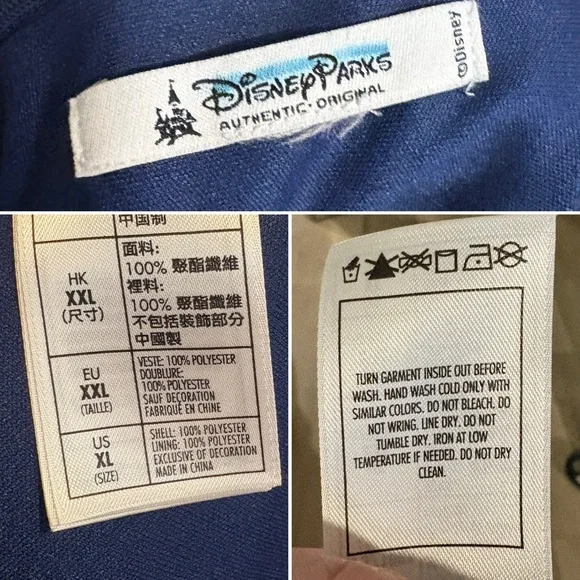 DISNEY PARKS
AUTHENTIC · ORIGINAL
©Disney
中国制
HK
XXL
(尺寸)
面料:
100% 聚酯纖維
裡料:
100% 聚酯纖維
不包括裝飾部分
中國製
EU
XXL
(TAILLE)
VESTE: 100% POLYESTER
DOUBLURE:
100% POLYESTER
SAUF DECORATION
FABRIQUÉ EN CHINE
US
XL
(SIZE)
SHELL: 100% POLYESTER
LINING: 100% POLYESTER
EXCLUSIVE OF DECORATION
MADE IN CHINA
TURN GARMENT INSIDE OUT BEFORE
WASH. HAND WASH COLD ONLY WITH
SIMILAR COLORS. DO NOT BLEACH. DO
NOT WRING. LINE DRY. DO NOT
TUMBLE DRY. IRON AT LOW
TEMPERATURE IF NEEDED. DO NOT DRY
CLEAN.